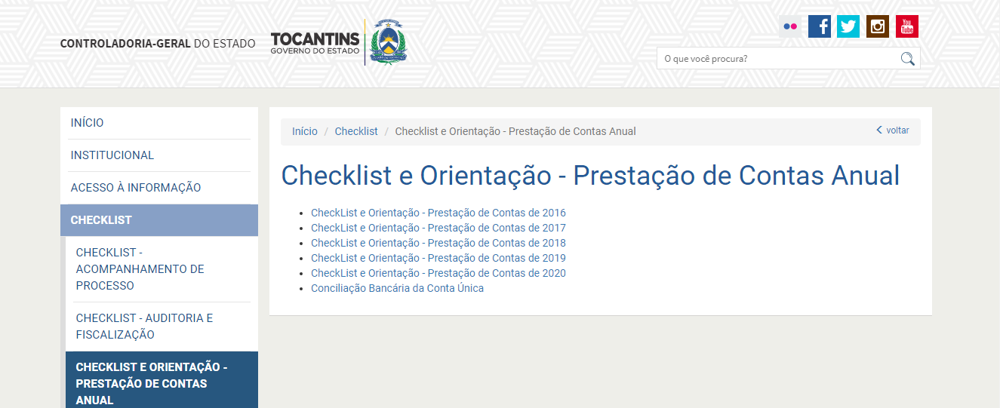 CONTROLADORIA-GERAL DO ESTADO
TOCANTINS
GOVERNO DO ESTADO
You
Tube
O que você procura?
INÍCIO
INSTITUCIONAL
ACESSO À INFORMAÇÃO
CHECKLIST
CHECKLIST -
ACOMPANHAMENTO DE
PROCESSO
CHECKLIST - AUDITORIA E
FISCALIZAÇÃO
CHECKLIST E ORIENTAÇÃO -
PRESTAÇÃO DE CONTAS
ANUAL
Início / Checklist / Checklist e Orientação - Prestação de Contas Anual
voltar
Checklist e Orientação - Prestação de Contas Anual
CheckList e Orientação - Prestação de Contas de 2016
CheckList e Orientação - Prestação de Contas de 2017
CheckList e Orientação - Prestação de Contas de 2018
CheckList e Orientação - Prestação de Contas de 2019
CheckList e Orientação - Prestação de Contas de 2020
Conciliação Bancária da Conta Única